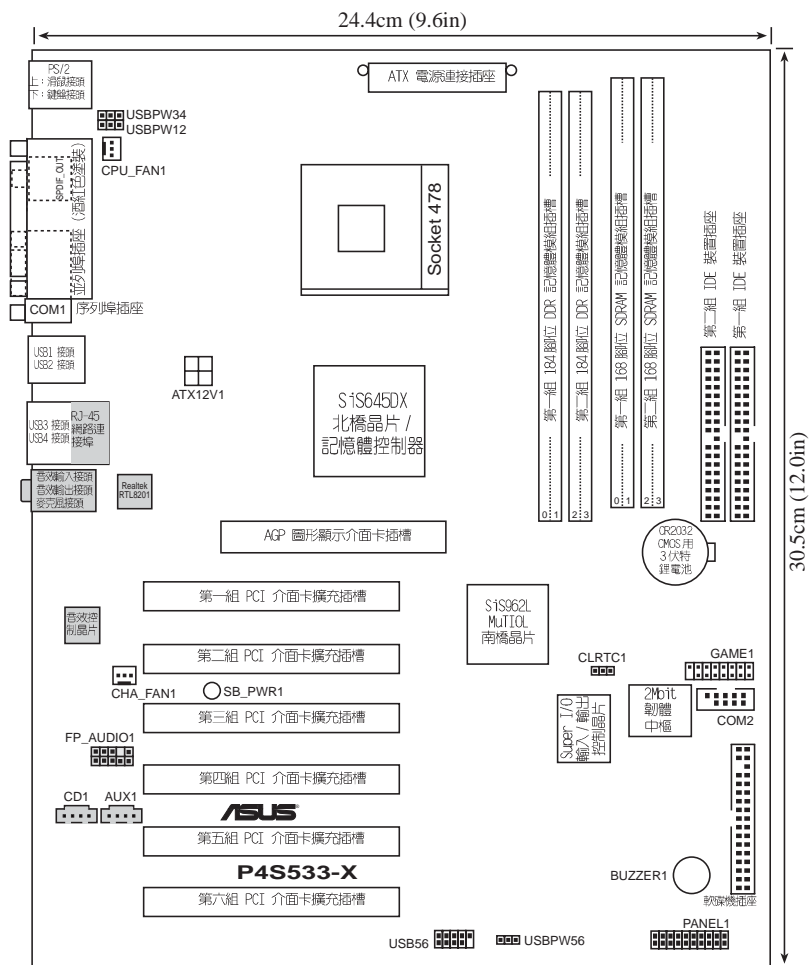 24.4cm (9.6in)
30.5cm (12.0in)
PS/2
上：滑鼠接頭
下：鍵盤接頭
ATX 電源連接插座
USBPW34
USBPW12
CPU_FAN1
SPDIF_OUT
並列埠插座 (酒紅色塗裝)
Socket 478
第一組 184 腳位 DDR 記憶體模組插槽
0 1
第二組 184 腳位 DDR 記憶體模組插槽
2 3
第一組 168 腳位 SDRAM 記憶體模組插槽
0 1
第二組 168 腳位 SDRAM 記憶體模組插槽
2 3
第二組 IDE 裝置插座
第一組 IDE 裝置插座
COM1
序列埠插座
USB1 接頭
USB2 接頭
ATX12V1
SiS645DX
北橋晶片 /
記憶體控制器
USB3 接頭
USB4 接頭
RJ-45
網路連
接埠
音效輸入接頭
音效輸出接頭
麥克風接頭
Realtek
RTL8201
AGP 圖形顯示介面卡插槽
CR2032
CMOS 用
3 伏特
鋰電池
第一組 PCI 介面卡擴充插槽
SiS962L
MuTIOL
南橋晶片
音效控
制晶片
第二組 PCI 介面卡擴充插槽
CLRTC1
GAME1
CHA_FAN1
SB_PWR1
第三組 PCI 介面卡擴充插槽
Super I/O
輸入 / 輸出
控制晶片
2Mbit
韌體
中樞
COM2
FP_AUDIO1
第四組 PCI 介面卡擴充插槽
CD1
AUX1
ASUS
第五組 PCI 介面卡擴充插槽
P4S533-X
BUZZER1
軟碟機插座
第六組 PCI 介面卡擴充插槽
PANEL1
USB56
USBPW56